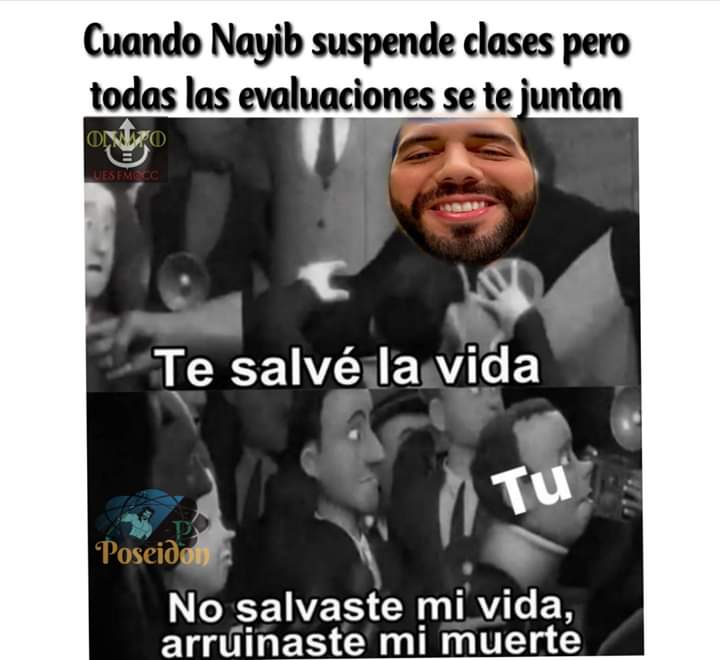 Cuando Nayib suspende clases pero
todas las evaluaciones se te juntan
OLIMPO
UESFMOCC
Te salvé la vida
Tu
P
Poseidon
No salvaste mi vida,
arruinaste mi muerte